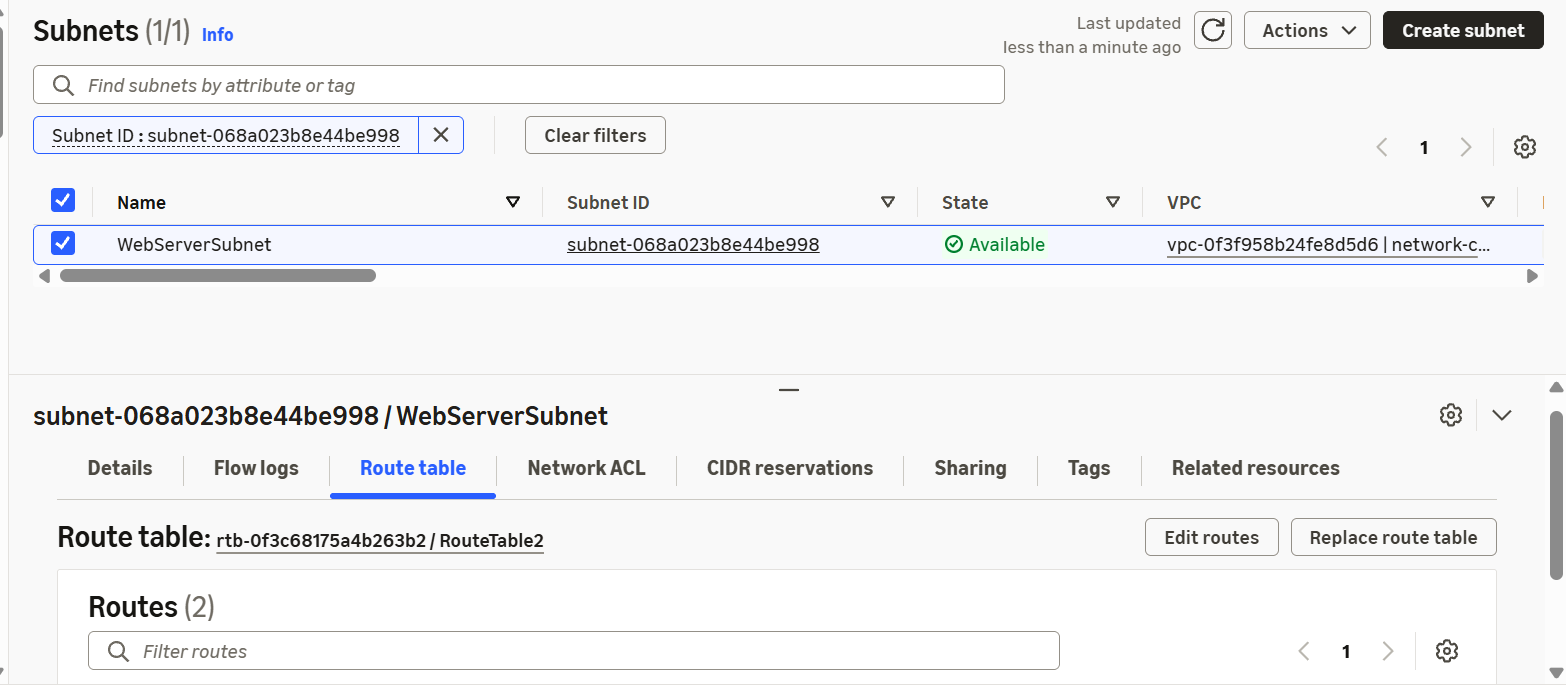 Subnets (1/1) Info
Last updated
less than a minute ago
Actions
Create subnet
Find subnets by attribute or tag
Subnet ID : subnet-068a023b8e44be998
Clear filters
1
Name Subnet ID State VPC
WebServerSubnet subnet-068a023b8e44be998 Available vpc-0f3f958b24fe8d5d6 | network-c...
subnet-068a023b8e44be998 / WebServerSubnet
Details Flow logs Route table Network ACL CIDR reservations Sharing Tags Related resources
Route table: rtb-0f3c68175a4b263b2 / RouteTable2
Edit routes Replace route table
Routes (2)
Filter routes
1